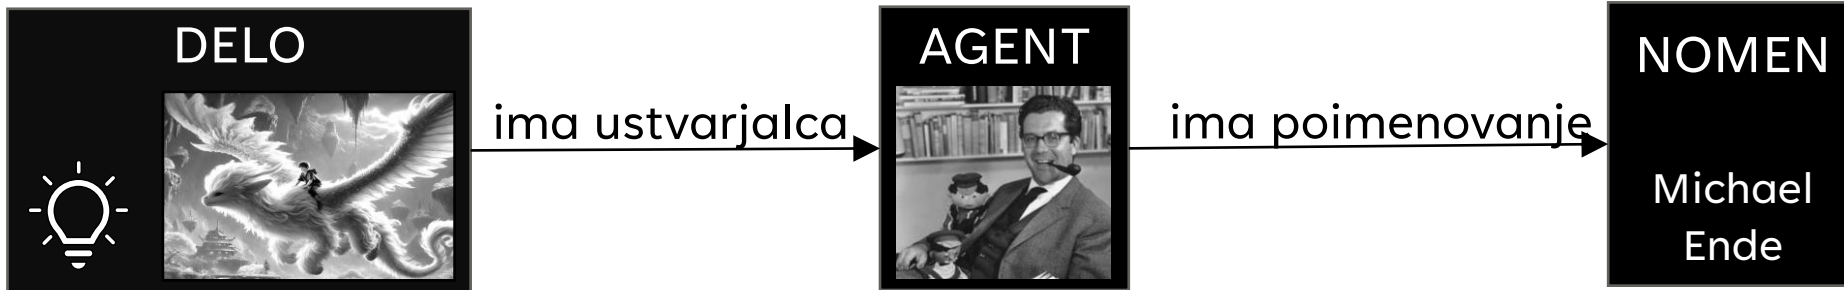 DELO
ima ustvarjalca
AGENT
ima poimenovanje
NOMEN
Michael
Ende